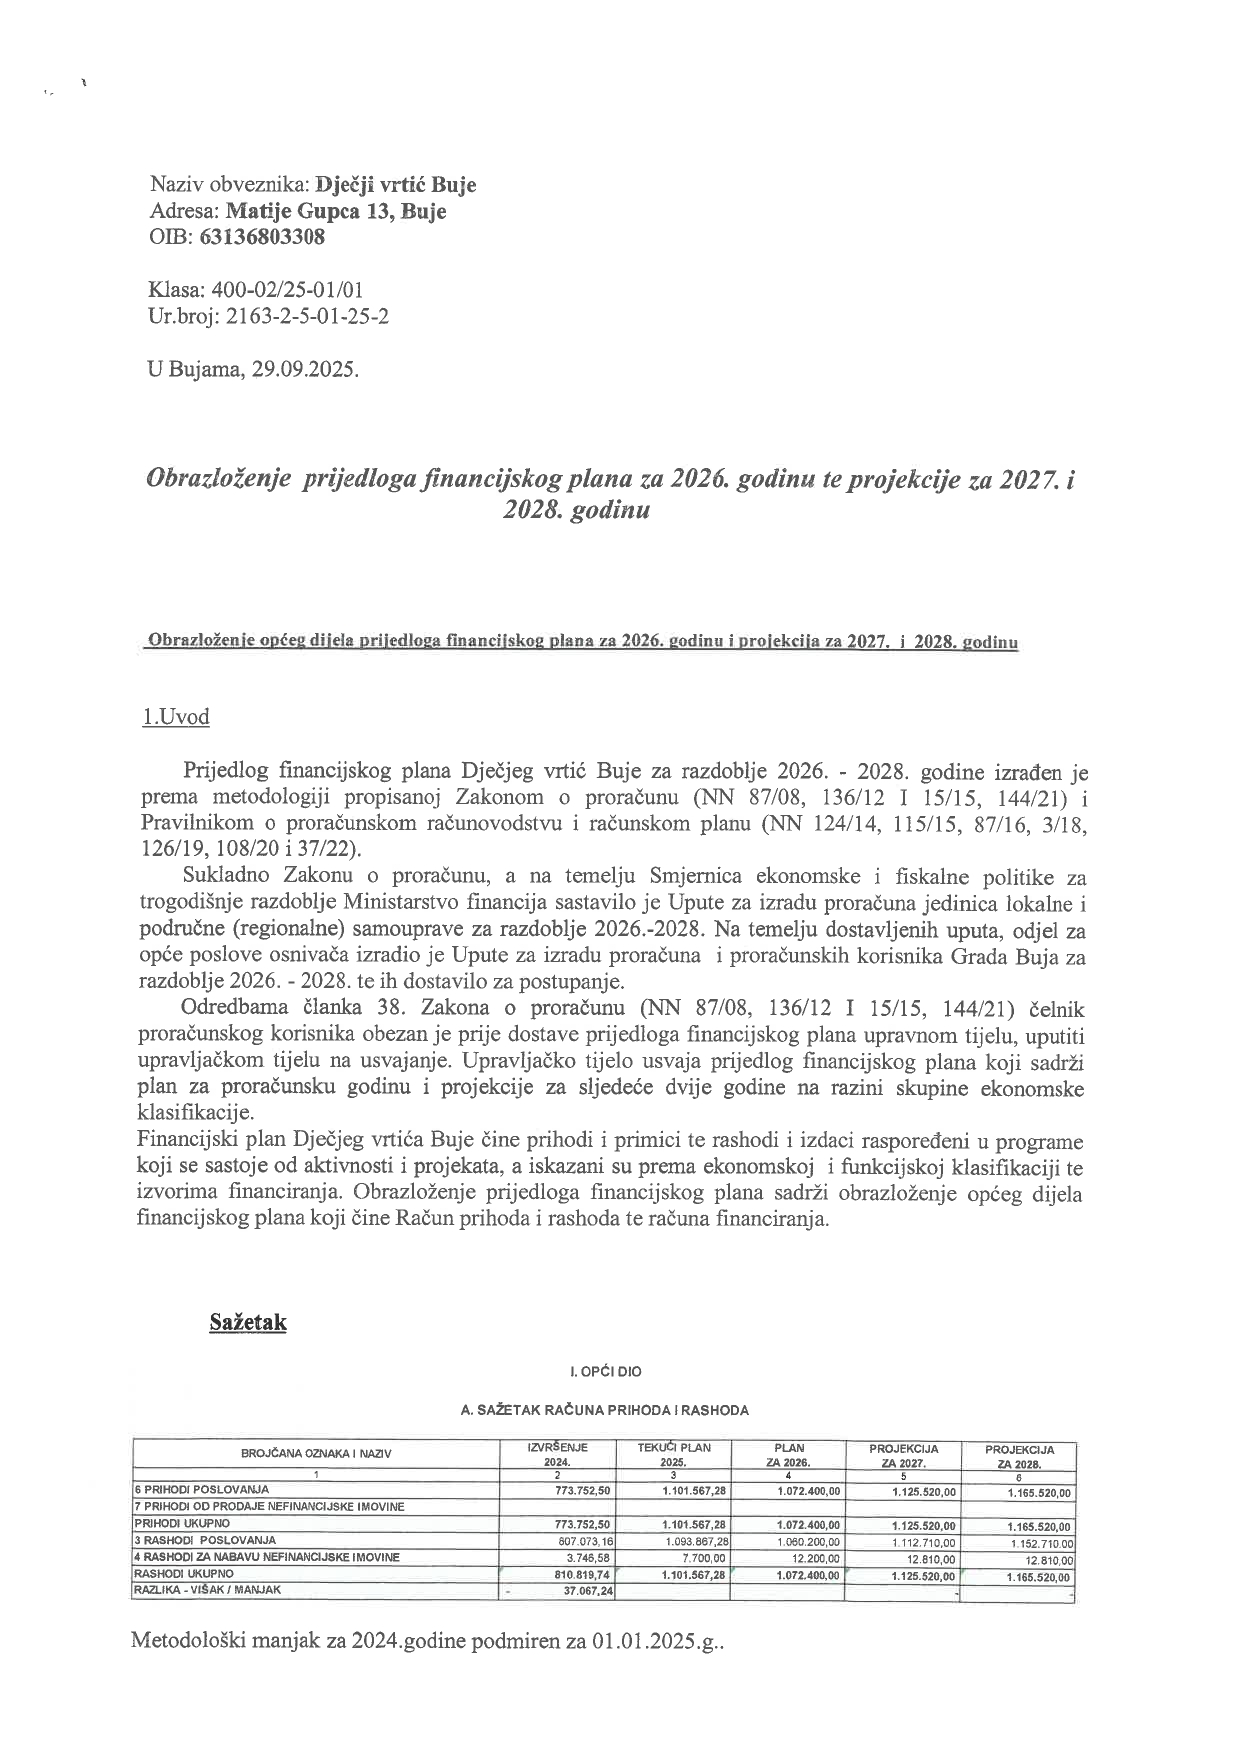 Naziv obveznika: Dječji vrtić Buje
Adresa: Matije Gupca 13, Buje
OIB: 63136803308
Klasa: 400-02/25-01/01
Ur.broj: 2163-2-5-01-25-2
U Bujama, 29.09.2025.
Obrazloženje prijedloga financijskog plana za 2026. godinu te projekcije za 2027. i
2028. godinu
Obrazloženje općeg dijela prijedloga financijskog plana za 2026. godinu i projekcija za 2027. i 2028. godinu
1.Uvod
Prijedlog financijskog plana Dječjeg vrtić Buje za razdoblje 2026. - 2028. godine izrađen je
prema metodologiji propisanoj Zakonom o proračunu (NN 87/08, 136/12 I 15/15, 144/21) i
Pravilnikom o proračunskom računovodstvu i računskom planu (NN 124/14, 115/15, 87/16, 3/18,
126/19, 108/20 i 37/22).
Sukladno Zakonu o proračunu, a na temelju Smjernica ekonomske i fiskalne politike za
trogodišnje razdoblje Ministarstvo financija sastavilo je Upute za izradu proračuna jedinica lokalne i
područne (regionalne) samouprave za razdoblje 2026.-2028. Na temelju dostavljenih uputa, odjel za
opće poslove osnivača izradio je Upute za izradu proračuna i proračunskih korisnika Grada Buja za
razdoblje 2026. - 2028. te ih dostavilo za postupanje.
Odredbama članka 38. Zakona o proračunu (NN 87/08, 136/12 I 15/15, 144/21) čelnik
proračunskog korisnika obezan je prije dostave prijedloga financijskog plana upravnom tijelu, uputiti
upravljačkom tijelu na usvajanje. Upravljačko tijelo usvaja prijedlog financijskog plana koji sadrži
plan za proračunsku godinu i projekcije za sljedeće dvije godine na razini skupine ekonomske
klasifikacije.
Financijski plan Dječjeg vrtića Buje čine prihodi i primici te rashodi i izdaci raspoređeni u programe
koji se sastoje od aktivnosti i projekata, a iskazani su prema ekonomskoj i funkcijskoj klasifikaciji te
izvorima financiranja. Obrazloženje prijedloga financijskog plana sadrži obrazloženje općeg dijela
financijskog plana koji čine Račun prihoda i rashoda te računa financiranja.
Sažetak
I. OPĆI DIO
A. SAŽETAK RAČUNA PRIHODA I RASHODA
BROJČANA OZNAKA I NAZIV IZVRŠENJE 2024. TEKUĆI PLAN 2025. PLAN ZA 2026. PROJEKCIJA ZA 2027. PROJEKCIJA ZA 2028.
1 2 3 4 5 6
6 PRIHODI POSLOVANJA 773.752,50 1.101.567,28 1.072.400,00 1.125.520,00 1.165.520,00
7 PRIHODI OD PRODAJE NEFINANCIJSKE IMOVINE
PRIHODI UKUPNO 773.752,50 1.101.567,28 1.072.400,00 1.125.520,00 1.165.520,00
3 RASHODI POSLOVANJA 807.073,16 1.093.867,28 1.060.200,00 1.112.710,00 1.152.710,00
4 RASHODI ZA NABAVU NEFINANCIJSKE IMOVINE 3.746,58 7.700,00 12.200,00 12.810,00 12.810,00
RASHODI UKUPNO 810.819,74 1.101.567,28 1.072.400,00 1.125.520,00 1.165.520,00
RAZLIKA - VIŠAK / MANJAK - 37.067,24 - -
Metodološki manjak za 2024.godine podmiren za 01.01.2025.g..